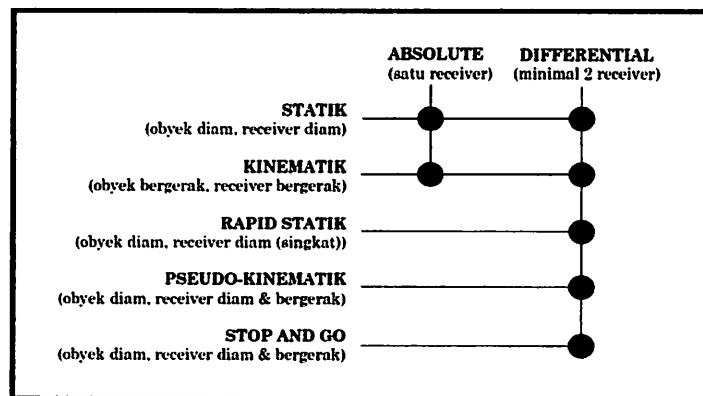 ABSOLUTE DIFFERENTIAL
(satu receiver) (minimal 2 receiver)
STATIK
(obyek diam, receiver diam)
KINEMATIK
(obyek bergerak, receiver bergerak)
RAPID STATIK
(obyek diam, receiver diam (singkat))
PSEUDO-KINEMATIK
(obyek diam, receiver diam & bergerak)
STOP AND GO
(obyek diam, receiver diam & bergerak)